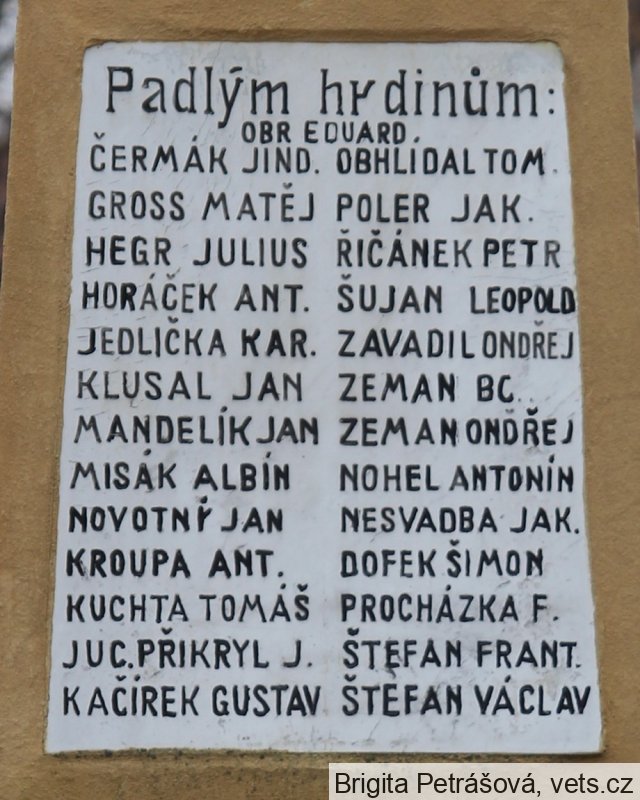 Padlým hrdinům:
OBR EDUARD.
ČERMÁK JIND. OBHLÍDAL TOM.
GROSS MATĚJ POLER JAK.
HEGR JULIUS ŘIČÁNEK PETR
HORÁČEK ANT. ŠUJAN LEOPOLD
JEDLIČKA KAR. ZAVADIL ONDŘEJ
KLUSAL JAN ZEMAN BC.
MANDELÍK JAN ZEMAN ONDŘEJ
MISÁK ALBÍN NOHEL ANTONÍN
NOVOTNÝ JAN NESVADBA JAK.
KROUPA ANT. DOFEK ŠIMON
KUCHTA TOMÁŠ PROCHÁZKA F.
JUC. PŘIKRYL J. ŠTEFAN FRANT.
KAČÍREK GUSTAV ŠTEFAN VÁCLAV
Brigita Petrášová, vets.cz